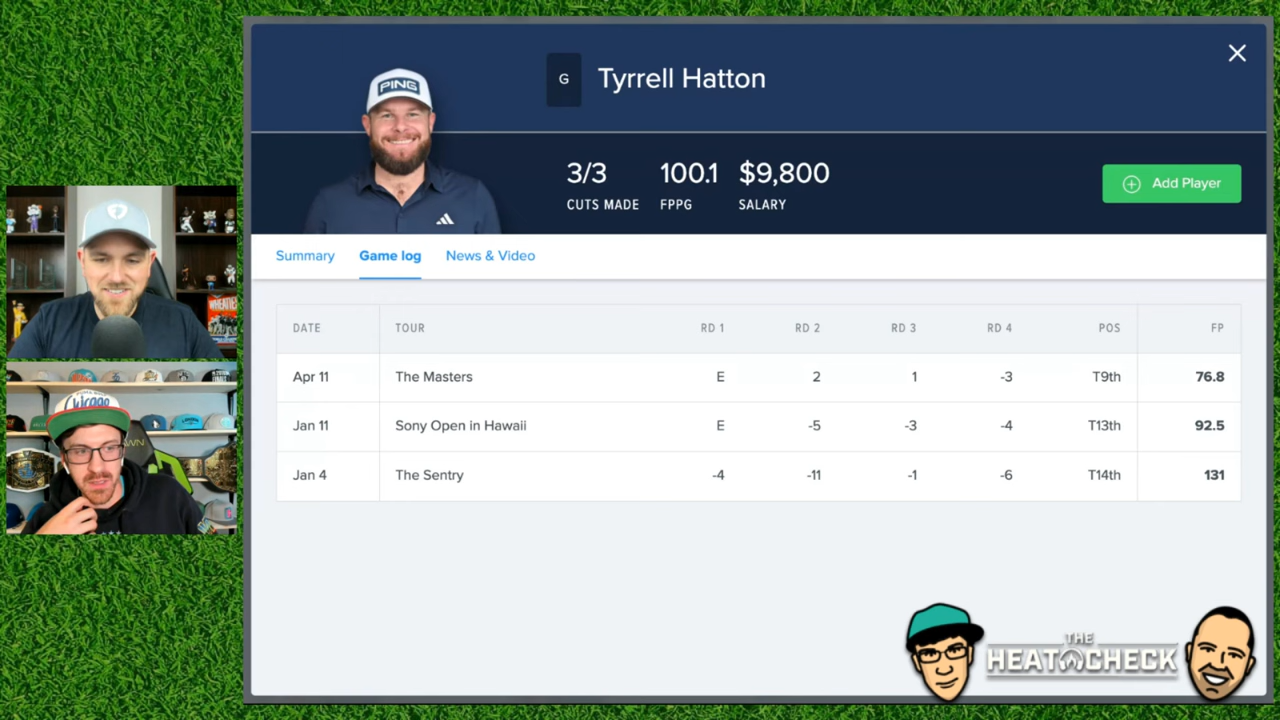 PING
G
Tyrrell Hatton
3/3 100.1 $9,800
CUTS MADE FPPG SALARY
Add Player
Summary Game log News & Video
DATE TOUR RD 1 RD 2 RD 3 RD 4 POS FP
Apr 11 The Masters E 2 1 -3 T9th 76.8
Jan 11 Sony Open in Hawaii E -5 -3 -4 T13th 92.5
Jan 4 The Sentry -4 -11 -1 -6 T14th 131
WHEATIES
Chicago
THE
HEAT CHECK